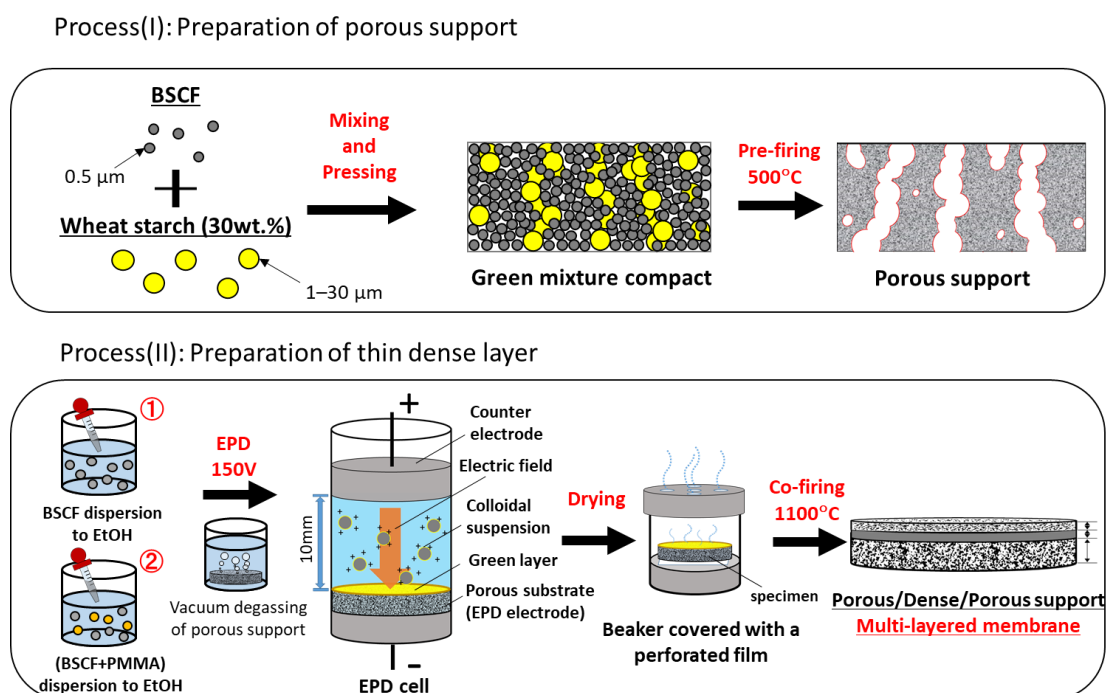 Process(I): Preparation of porous support
BSCF
0.5 μm
Wheat starch (30wt.%)
1–30 μm
Mixing
and
Pressing
Green mixture compact
Pre-firing
500°C
Porous support
Process(II): Preparation of thin dense layer
①
BSCF dispersion
to EtOH
②
(BSCF+PMMA)
dispersion to EtOH
EPD
150V
Vacuum degassing
of porous support
+
10mm
Counter
electrode
Electric field
Colloidal
suspension
Green layer
Porous substrate
(EPD electrode)
−
EPD cell
Drying
specimen
Beaker covered with a
perforated film
Co-firing
1100°C
Porous/Dense/Porous support
Multi-layered membrane